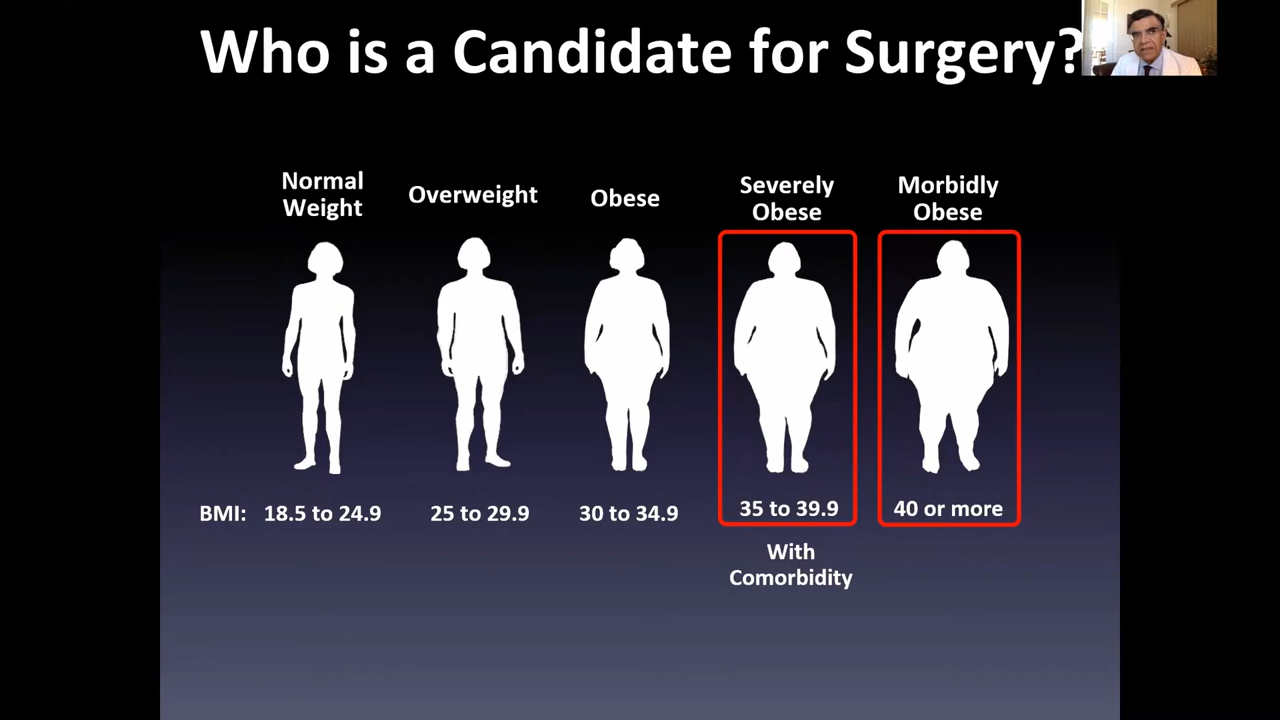 Who is a Candidate for Surgery?
Normal
Weight
Overweight
Obese
Severely
Obese
Morbidly
Obese
BMI: 18.5 to 24.9
25 to 29.9
30 to 34.9
35 to 39.9
40 or more
With
Comorbidity